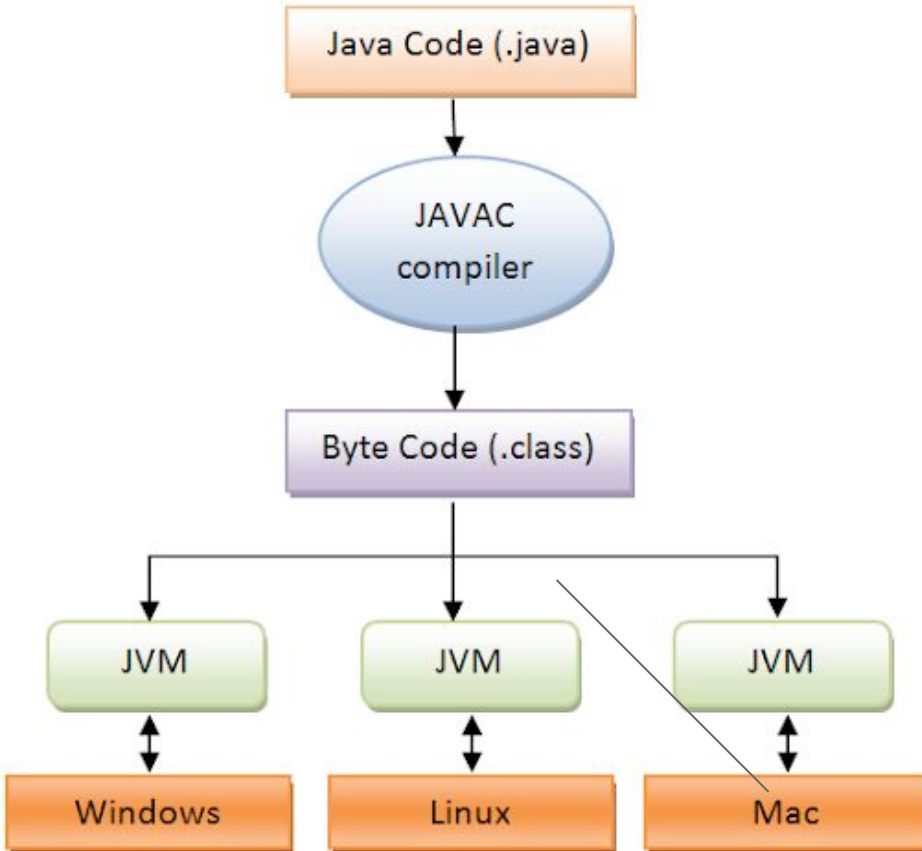 Java Code (.java)
JAVAC
compiler
Byte Code (.class)
JVM
JVM
JVM
Windows
Linux
Mac